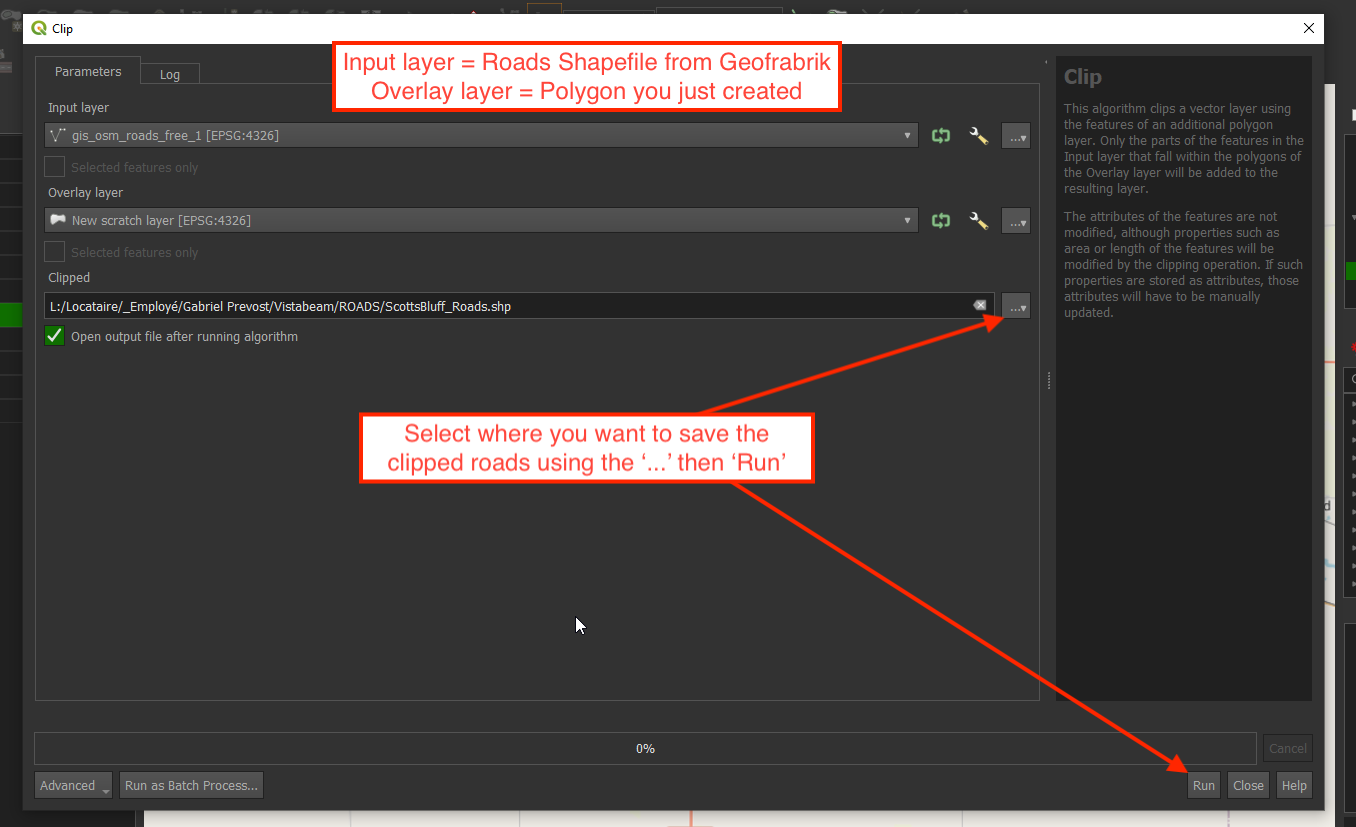 Clip
Input layer = Roads Shapefile from Geofrabrik
Overlay layer = Polygon you just created
Parameters
Log
Input layer
gis_osm_roads_free_1 [EPSG:4326]
...
Selected features only
Overlay layer
New scratch layer [EPSG:4326]
...
Selected features only
Clipped
L:/Locataire/_Employé/Gabriel Prevost/Vistabeam/ROADS/ScottsBluff_Roads.shp
...
Open output file after running algorithm
Select where you want to save the
clipped roads using the ‘...’ then ‘Run’
Clip
This algorithm clips a vector layer using
the features of an additional polygon
layer. Only the parts of the features in the
Input layer that fall within the polygons of
the Overlay layer will be added to the
resulting layer.
The attributes of the features are not
modified, although properties such as
area or length of the features will be
modified by the clipping operation. If such
properties are stored as attributes, those
attributes will have to be manually
updated.
0%
Cancel
Advanced
Run as Batch Process...
Run
Close
Help